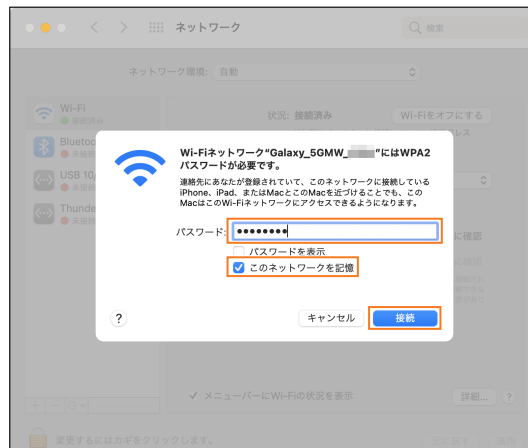 ネットワーク
検索
ネットワーク環境: 自動
Wi-Fi
接続済み
状況: 接続済み
Wi-Fiをオフにする
Bluetoo
USB 10/
Thunde
Wi-Fiネットワーク“Galaxy_5GMW_ ”にはWPA2
パスワードが必要です。
連絡先にあなたが登録されていて、このネットワークに接続している
iPhone、iPad、またはMacとこのMacを近づけることでも、この
MacはこのWi-Fiネットワークにアクセスできるようになります。
パスワード: ●●●●●●●●
パスワードを表示
このネットワークを記憶
?
キャンセル
接続
に確認
メニューバーにWi-Fiの状況を表示
詳細...
?
変更するにはカギをクリックします。
元に戻す
適用